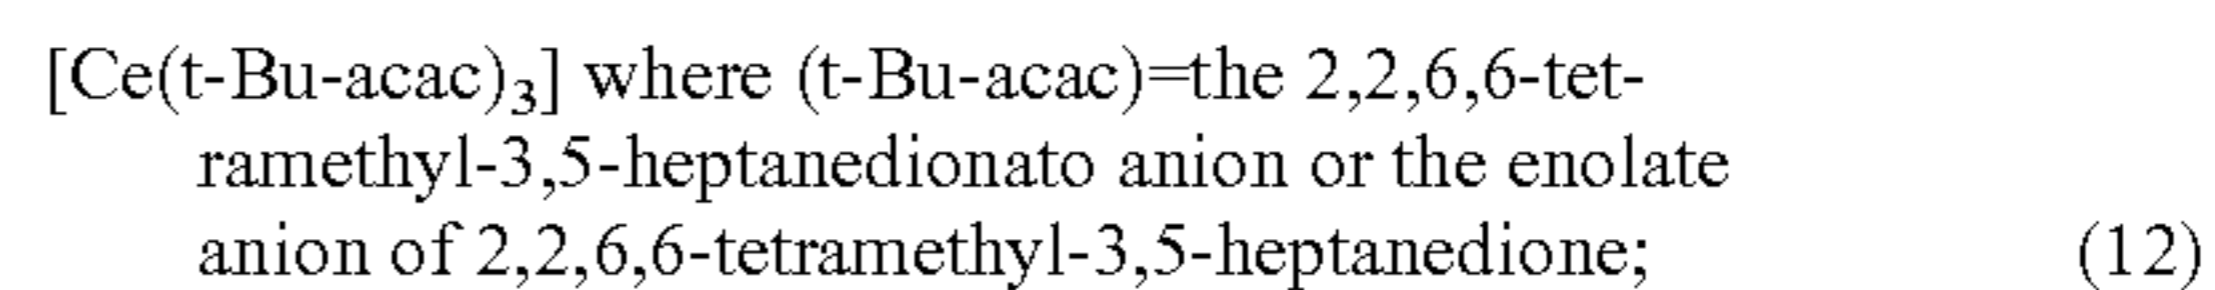 [Ce(t-Bu-acac)₃] where (t-Bu-acac)=the 2,2,6,6-tet-
ramethyl-3,5-heptanedionato anion or the enolate
anion of 2,2,6,6-tetramethyl-3,5-heptanedione; (12)